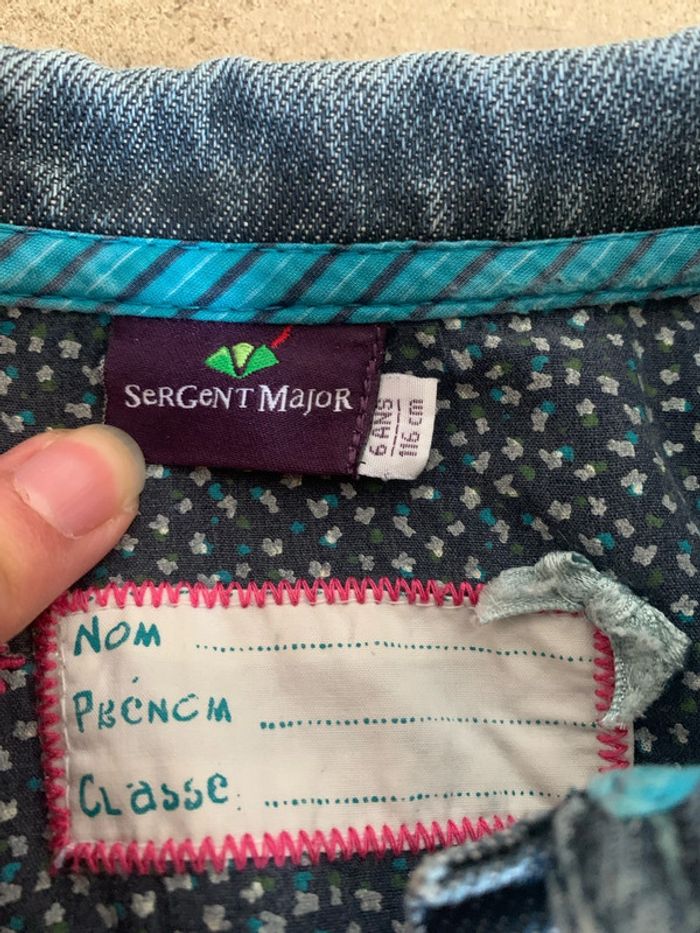 SERGENT MAJOR
6 ANS
116 cm
NOM
PRÉNOM
CLASSE